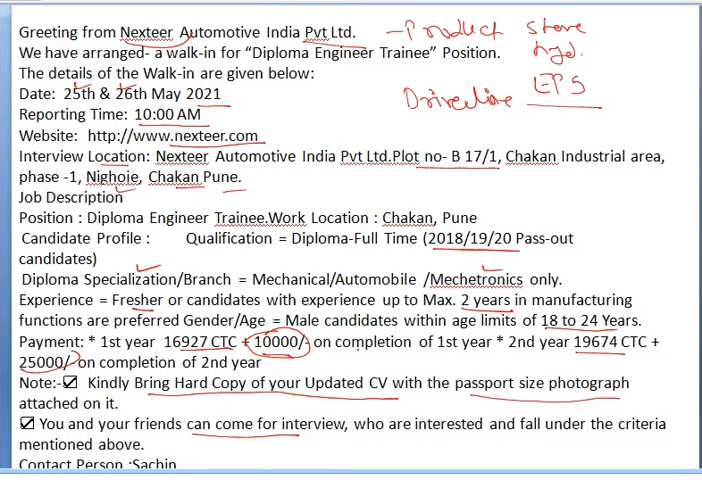 Greeting from Nexteer Automotive India Pvt Ltd.
We have arranged- a walk-in for “Diploma Engineer Trainee” Position.
The details of the Walk-in are given below:
Date: 25th & 26th May 2021
Reporting Time: 10:00 AM
Website: http://www.nexteer.com
Interview Location: Nexteer Automotive India Pvt Ltd.Plot no- B 17/1, Chakan Industrial area,
phase -1, Nighoie, Chakan Pune.
Job Description
Position : Diploma Engineer Trainee.Work Location : Chakan, Pune
Candidate Profile : Qualification = Diploma-Full Time (2018/19/20 Pass-out
candidates)
Diploma Specialization/Branch = Mechanical/Automobile /Mechetronics only.
Experience = Fresher or candidates with experience up to Max. 2 years in manufacturing
functions are preferred Gender/Age = Male candidates within age limits of 18 to 24 Years.
Payment: * 1st year 16927 CTC + 10000/- on completion of 1st year * 2nd year 19674 CTC +
25000/- on completion of 2nd year
Note:-☑ Kindly Bring Hard Copy of your Updated CV with the passport size photograph
attached on it.
☑ You and your friends can come for interview, who are interested and fall under the criteria
mentioned above.
Contact Person :Sachin
- Product
hyd.
EPS
Driveline